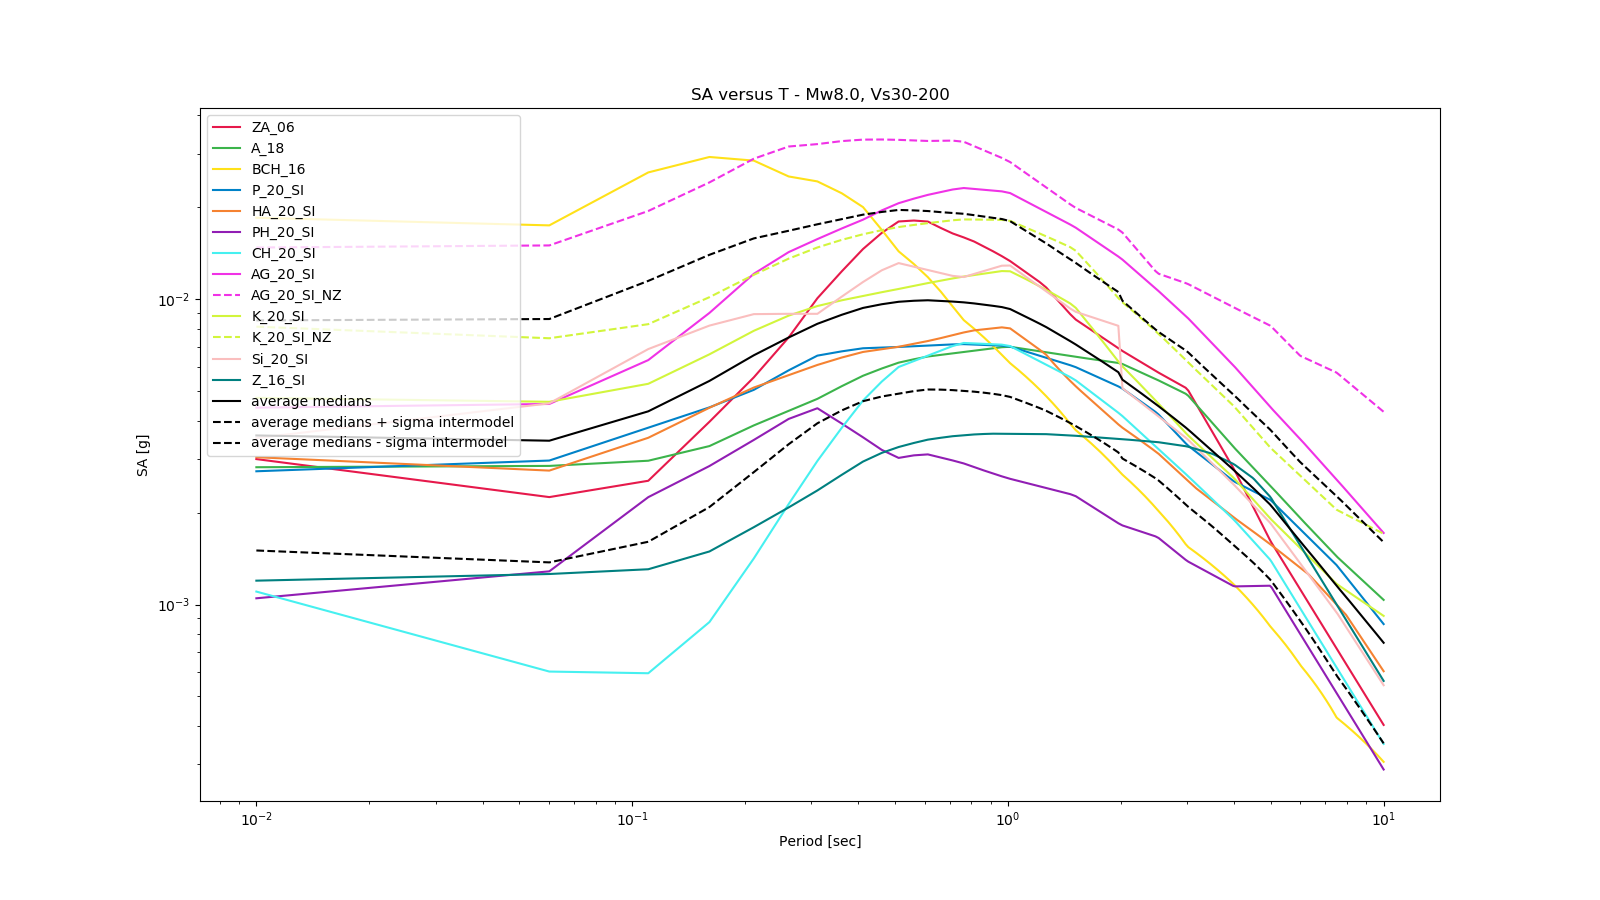 SA versus T - Mw8.0, Vs30-200
ZA_06
A_18
BCH_16
P_20_SI
HA_20_SI
PH_20_SI
CH_20_SI
AG_20_SI
AG_20_SI_NZ
K_20_SI
K_20_SI_NZ
Si_20_SI
Z_16_SI
average medians
average medians + sigma intermodel
average medians - sigma intermodel
SA [g]
10⁻²
10⁻³
10⁻² 10⁻¹ 10⁰ 10¹
Period [sec]